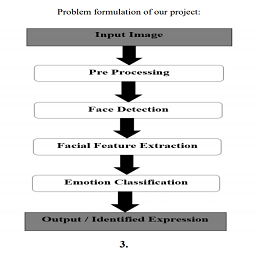 Problem formulation of our project:
Input Image
Pre Processing
Face Detection
Facial Feature Extraction
Emotion Classification
Output / Identified Expression
3.